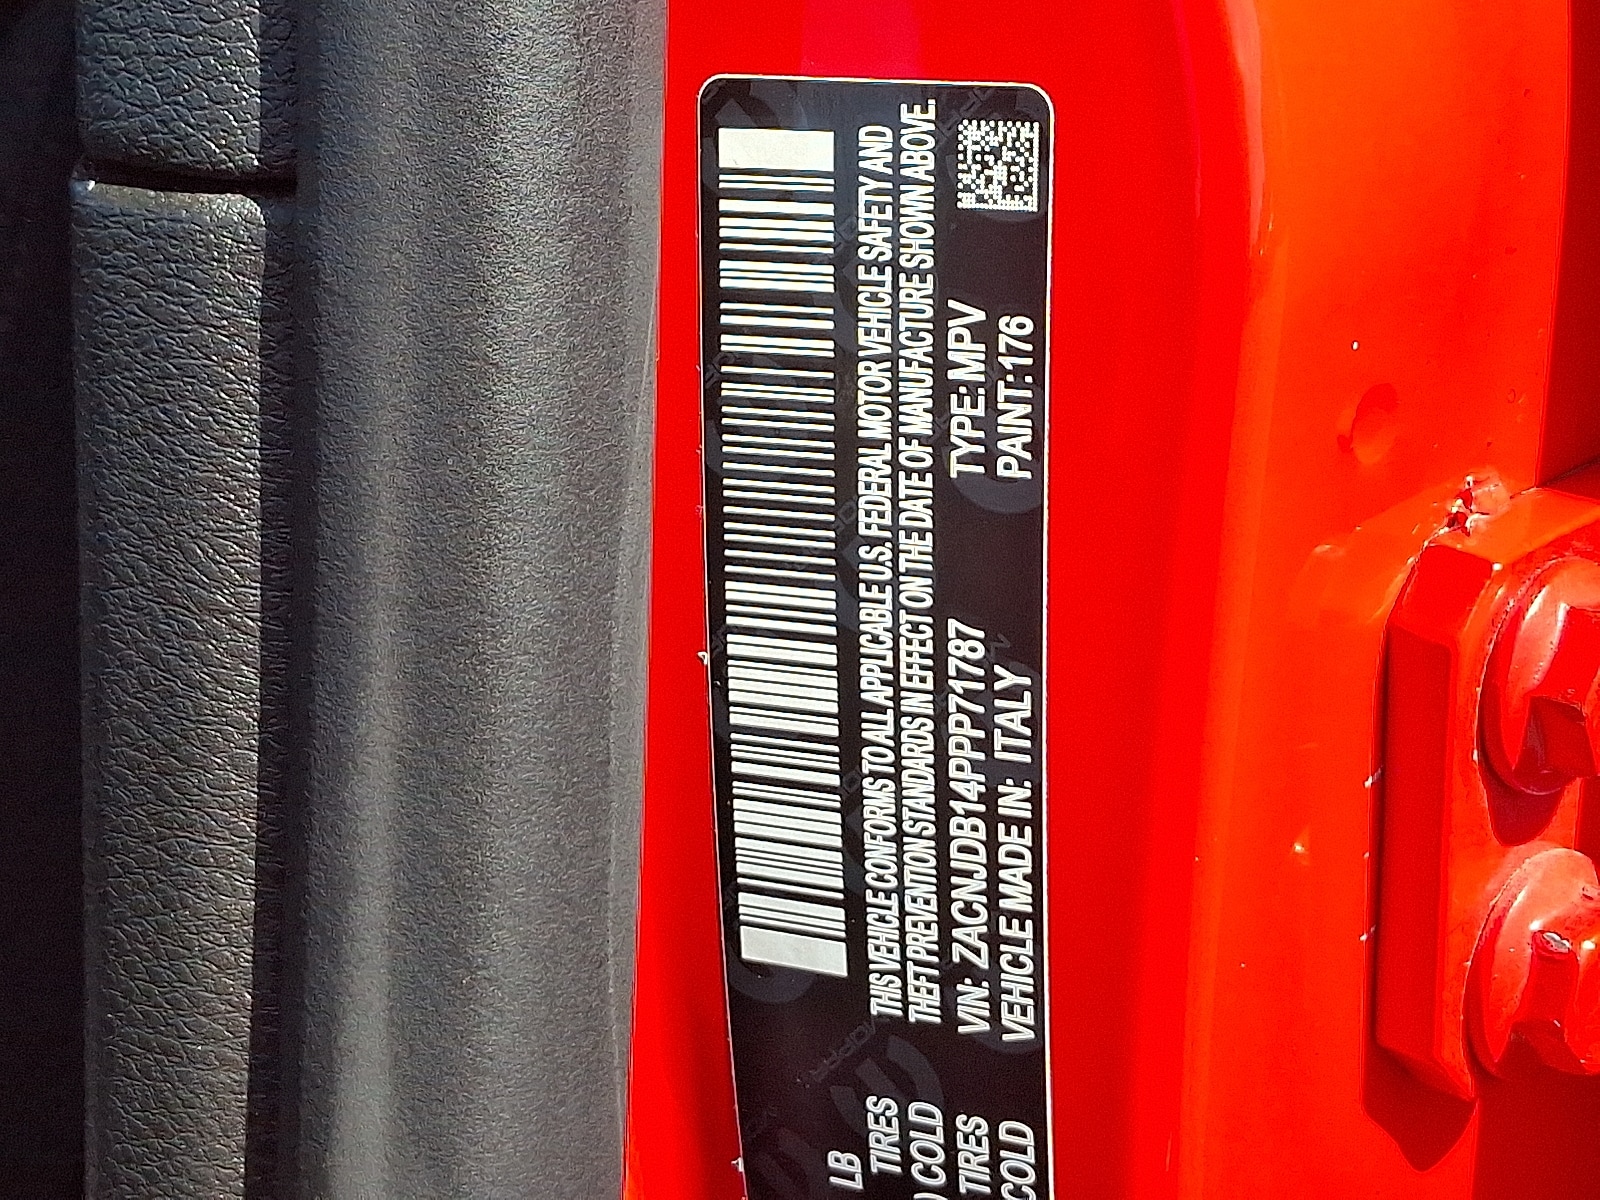 THIS VEHICLE CONFORMS TO ALL APPLICABLE U.S. FEDERAL MOTOR VEHICLE SAFETY AND
THEFT PREVENTION STANDARDS IN EFFECT ON THE DATE OF MANUFACTURE SHOWN ABOVE.
VIN: ZACNJDB14PPP71787 TYPE: MPV
VEHICLE MADE IN: ITALY PAINT: 176
LB
TIRES
) COLD
TIRES
COLD